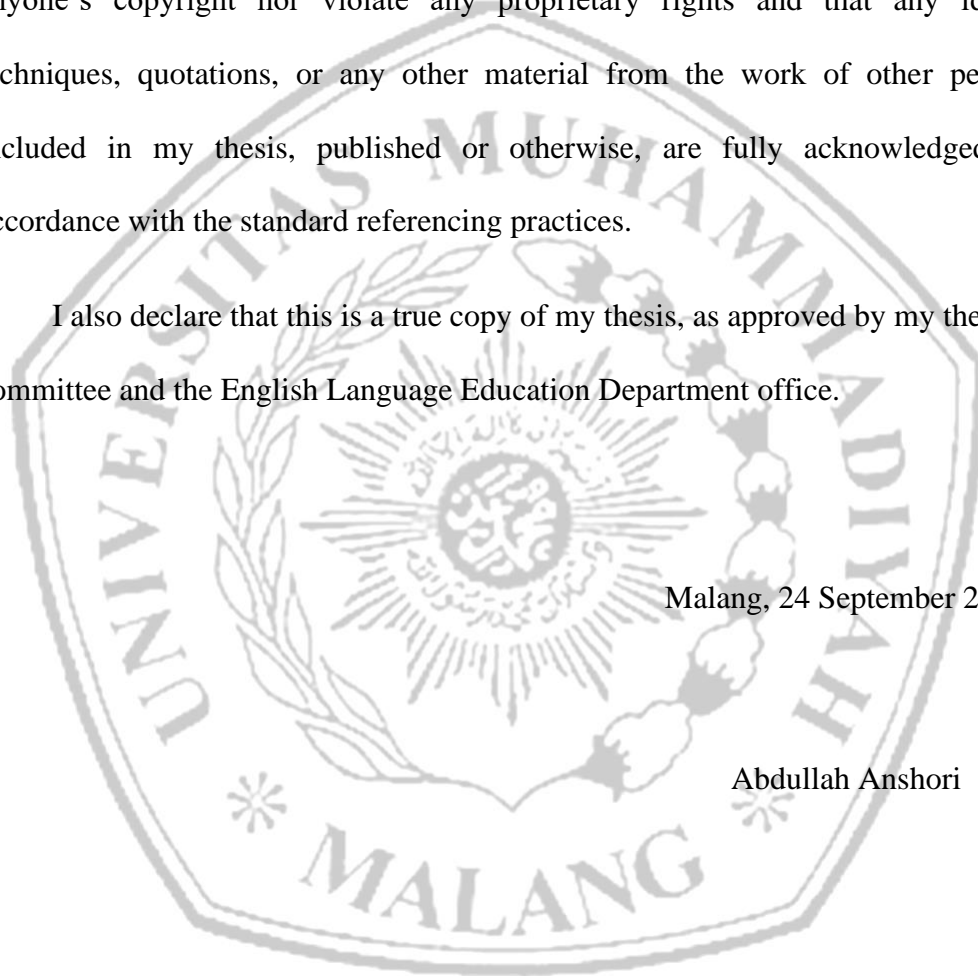 anyone's copyright nor violate any proprietary rights and that any
techniques, quotations, or any other material from the work of other
included in my thesis, published or otherwise, are fully acknowledged
accordance with the standard referencing practices.
I also declare that this is a true copy of my thesis, as approved by my
committee and the English Language Education Department office.
Malang, 24 September
Abdullah Anshori
UNIVERSITAS MUHAMMADIYAH
MALANG